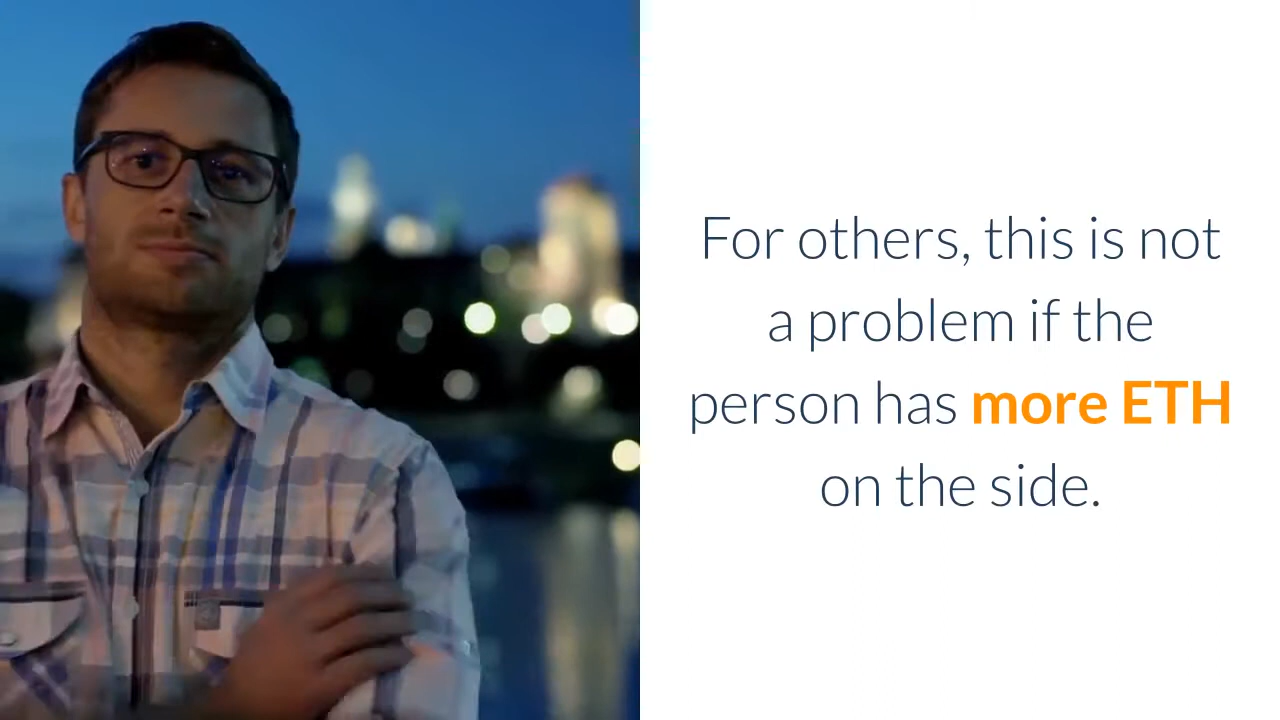 For others, this is not
a problem if the
person has more ETH
on the side.